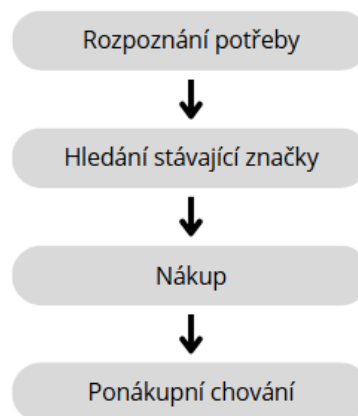 Rozpoznání potřeby
Hledání stávající značky
Nákup
Ponákupní chování